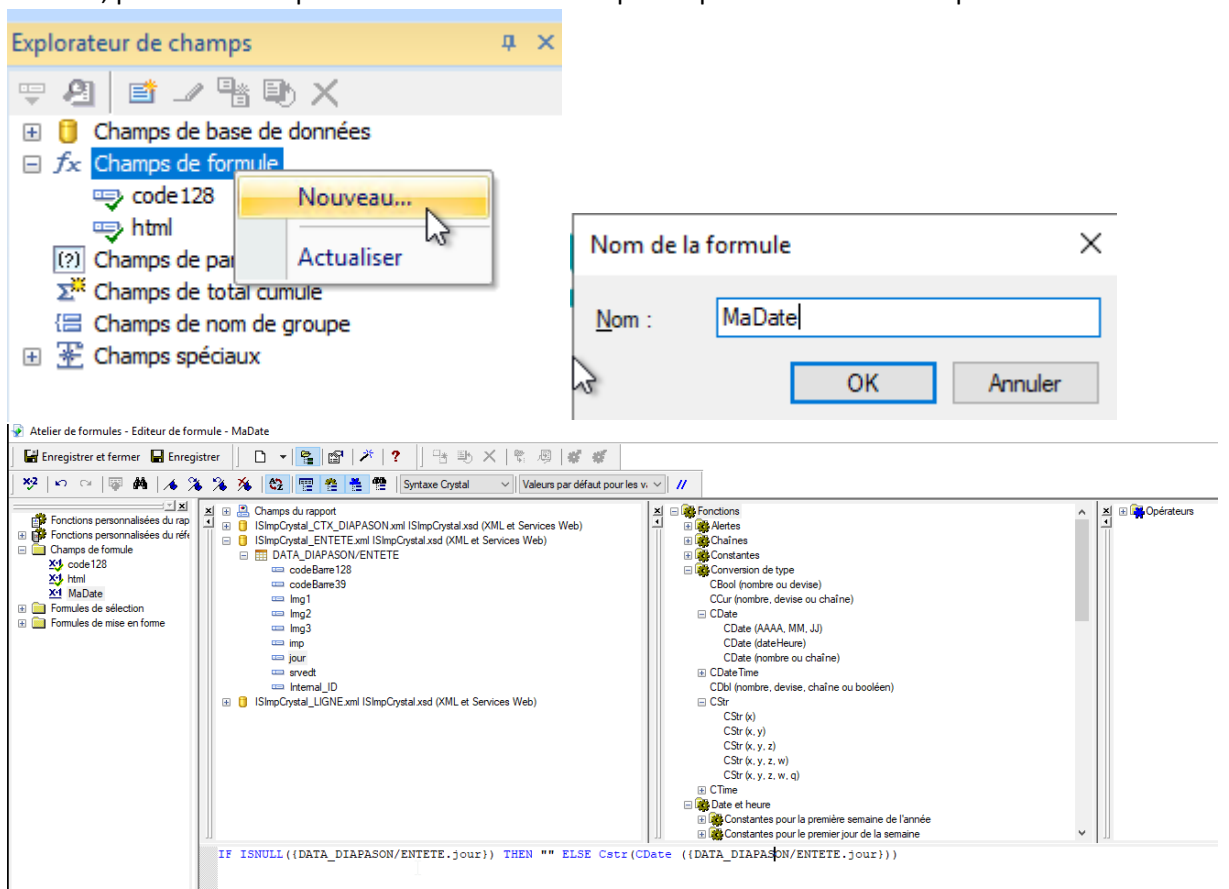 Explorateur de champs
Champs de base de données
Champs de formule
code128
Nouveau...
html
Champs de par
Actualiser
Champs de total cumulé
Champs de nom de groupe
Champs spéciaux
Nom de la formule
Nom :
MaDate
OK
Annuler
Atelier de formules - Editeur de formule - MaDate
Enregistrer et fermer
Enregistrer
Syntaxe Crystal
Valeurs par défaut pour les v
Fonctions personnalisées du rap
Fonctions personnalisées du réfé
Champs de formule
code128
html
MaDate
Formules de sélection
Formules de mise en forme
Champs du rapport
ISImpCrystal_CTX_DIAPASON.xml ISImpCrystal.xsd (XML et Services Web)
ISImpCrystal_ENTETE.xml ISImpCrystal.xsd (XML et Services Web)
DATA_DIAPASON/ENTETE
codeBarre128
codeBarre39
Img1
Img2
Img3
imp
jour
srvedt
Internal_ID
ISImpCrystal_LIGNE.xml ISImpCrystal.xsd (XML et Services Web)
Fonctions
Alertes
Chaînes
Constantes
Conversion de type
CBool (nombre ou devise)
CCur (nombre, devise ou chaîne)
CDate
CDate (AAAA, MM, JJ)
CDate (dateHeure)
CDate (nombre ou chaîne)
CDateTime
CDbl (nombre, devise, chaîne ou booléen)
CStr
CStr (x)
CStr (x, y)
CStr (x, y, z)
CStr (x, y, z, w)
CStr (x, y, z, w, q)
CTime
Date et heure
Constantes pour la première semaine de l'année
Constantes pour le premier jour de la semaine
Opérateurs
IF ISNULL({DATA_DIAPASON/ENTETE.jour}) THEN "" ELSE Cstr(CDate ({DATA_DIAPASON/ENTETE.jour}))